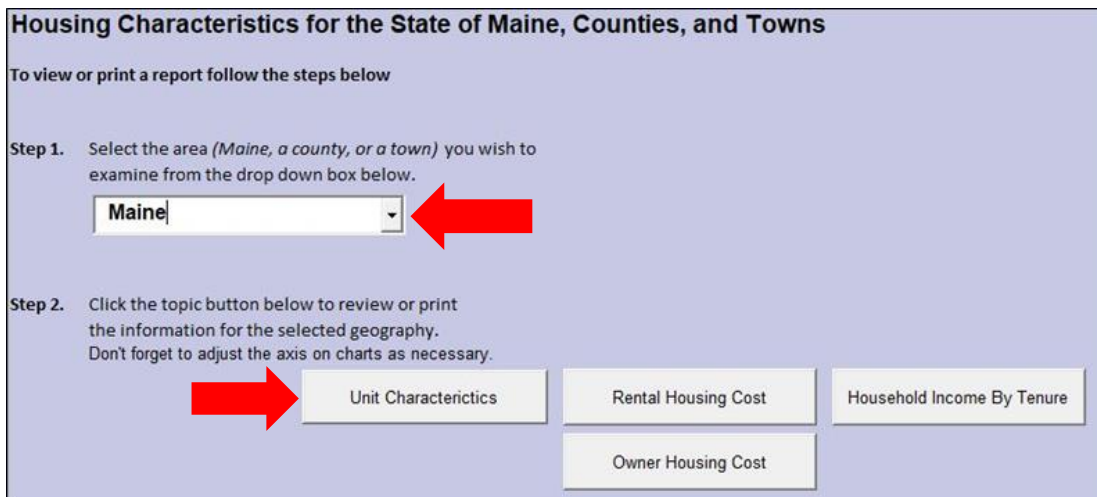 Housing Characteristics for the State of Maine, Counties, and Towns
To view or print a report follow the steps below
Step 1. Select the area (Maine, a county, or a town) you wish to
examine from the drop down box below.
Maine
Step 2. Click the topic button below to review or print
the information for the selected geography.
Don't forget to adjust the axis on charts as necessary.
Unit Characterictics Rental Housing Cost Household Income By Tenure
Owner Housing Cost